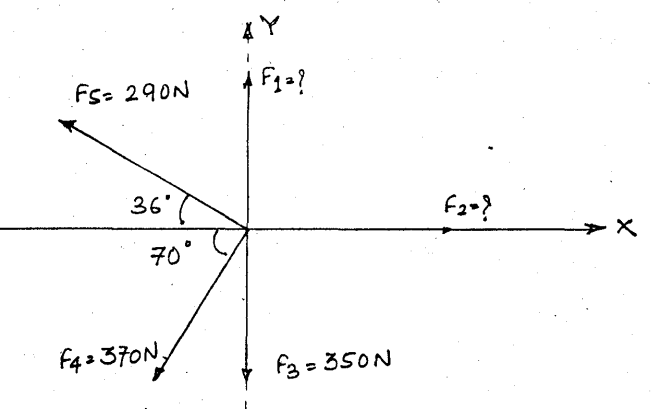 Y
F1=?
F5= 290N
36°
F2=?
X
70°
F4=370N
F3=350N